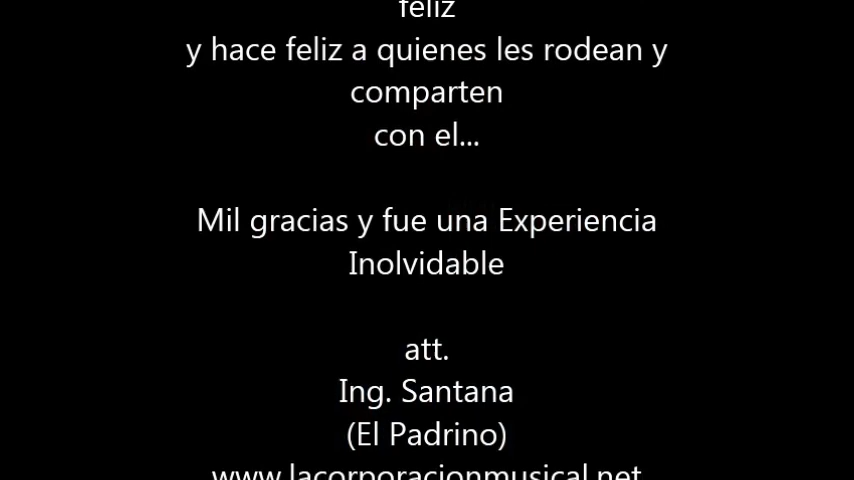 feliz
y hace feliz a quienes les rodean y
comparten
con el...
Mil gracias y fue una Experiencia
Inolvidable
att.
Ing. Santana
(El Padrino)
www.lacorporacionmusical.net